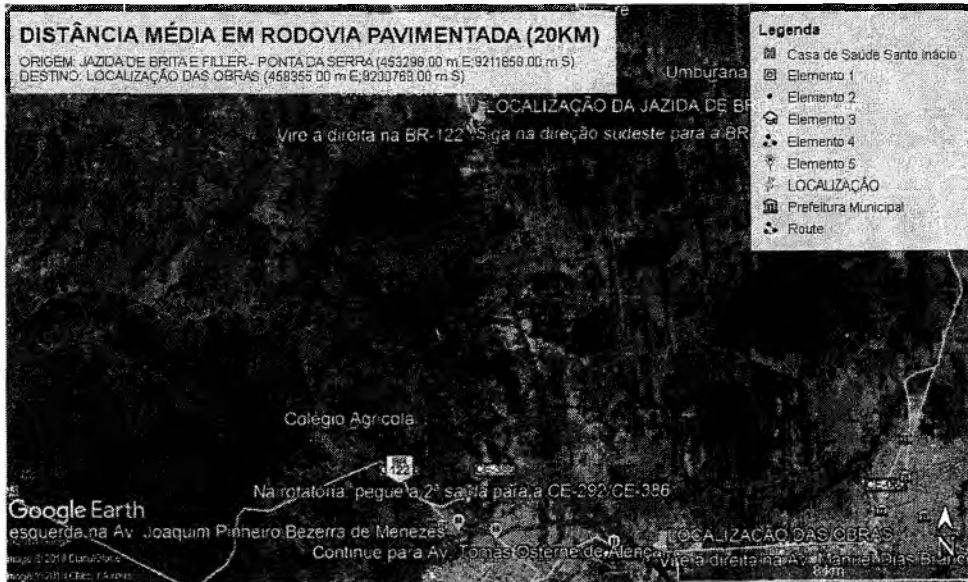 DISTÂNCIA MÉDIA EM RODOVIA PAVIMENTADA (20KM)
ORIGEM: JAZIDA DE BRITA E FILLER - PONTA DA SERRA (453298.00 m E;9211859.00 m S)
DESTINO: LOCALIZAÇÃO DAS OBRAS (458355.00 m E;9200768.00 m S)
Legenda
Casa de Saúde Santo Inácio
Elemento 1
Elemento 2
Elemento 3
Elemento 4
Elemento 5
LOCALIZAÇÃO
Prefeitura Municipal
Route
Umburana
LOCALIZAÇÃO DA JAZIDA DE
Vire à direita na BR-122
Siga na direção sudeste para a BR
Colégio Agrícola
122
Na rotatória, pegue a 2ª saída para a CE-292/CE-386
Google Earth
esquerda na Av. Joaquim Pinheiro Bezerra de Menezes
Continue para Av. Tomás Osterne de Alenca
LOCALIZAÇÃO DAS OBRAS
Vire à direita na Av. Manuel Dias Branc
N